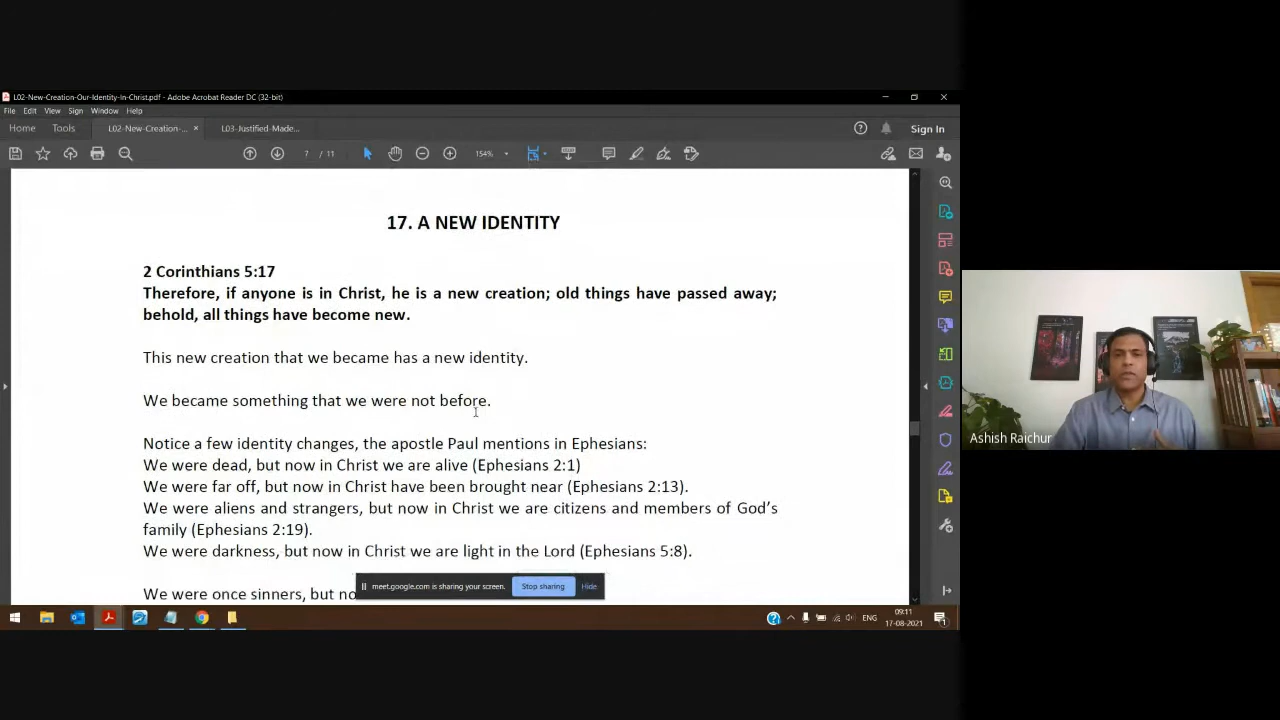 L02-New-Creation-Our-Identity-In-Christ.pdf - Adobe Acrobat Reader DC (32-bit)
File Edit View Sign Window Help
Home Tools L02-New-Creation-... × L03-Justified-Made... Sign In
7 / 11 154%
17. A NEW IDENTITY
2 Corinthians 5:17
Therefore, if anyone is in Christ, he is a new creation; old things have passed away;
behold, all things have become new.
This new creation that we became has a new identity.
We became something that we were not before.
Notice a few identity changes, the apostle Paul mentions in Ephesians:
We were dead, but now in Christ we are alive (Ephesians 2:1)
We were far off, but now in Christ have been brought near (Ephesians 2:13).
We were aliens and strangers, but now in Christ we are citizens and members of God's
family (Ephesians 2:19).
We were darkness, but now in Christ we are light in the Lord (Ephesians 5:8).
We were once sinners, but no
meet.google.com is sharing your screen. Stop sharing Hide
ENG
09:11
17-08-2021
Ashish Raichur